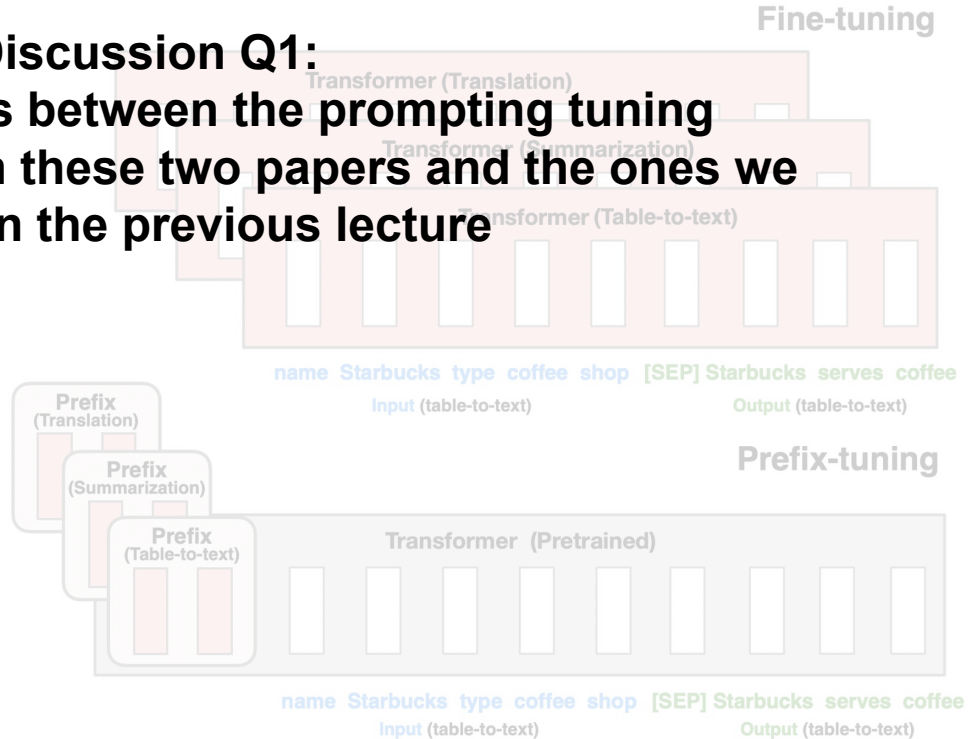 Fine-tuning
Discussion Q1:
Transformer (Translation)
s between the prompting tuning
Transformer (Summarization)
n these two papers and the ones we
n the previous lecture
Transformer (Table-to-text)
name Starbucks type coffee shop [SEP] Starbucks serves coffee
Input (table-to-text) Output (table-to-text)
Prefix
(Translation)
Prefix-tuning
Prefix
(Summarization)
Prefix
(Table-to-text)
Transformer (Pretrained)
name Starbucks type coffee shop [SEP] Starbucks serves coffee
Input (table-to-text) Output (table-to-text)